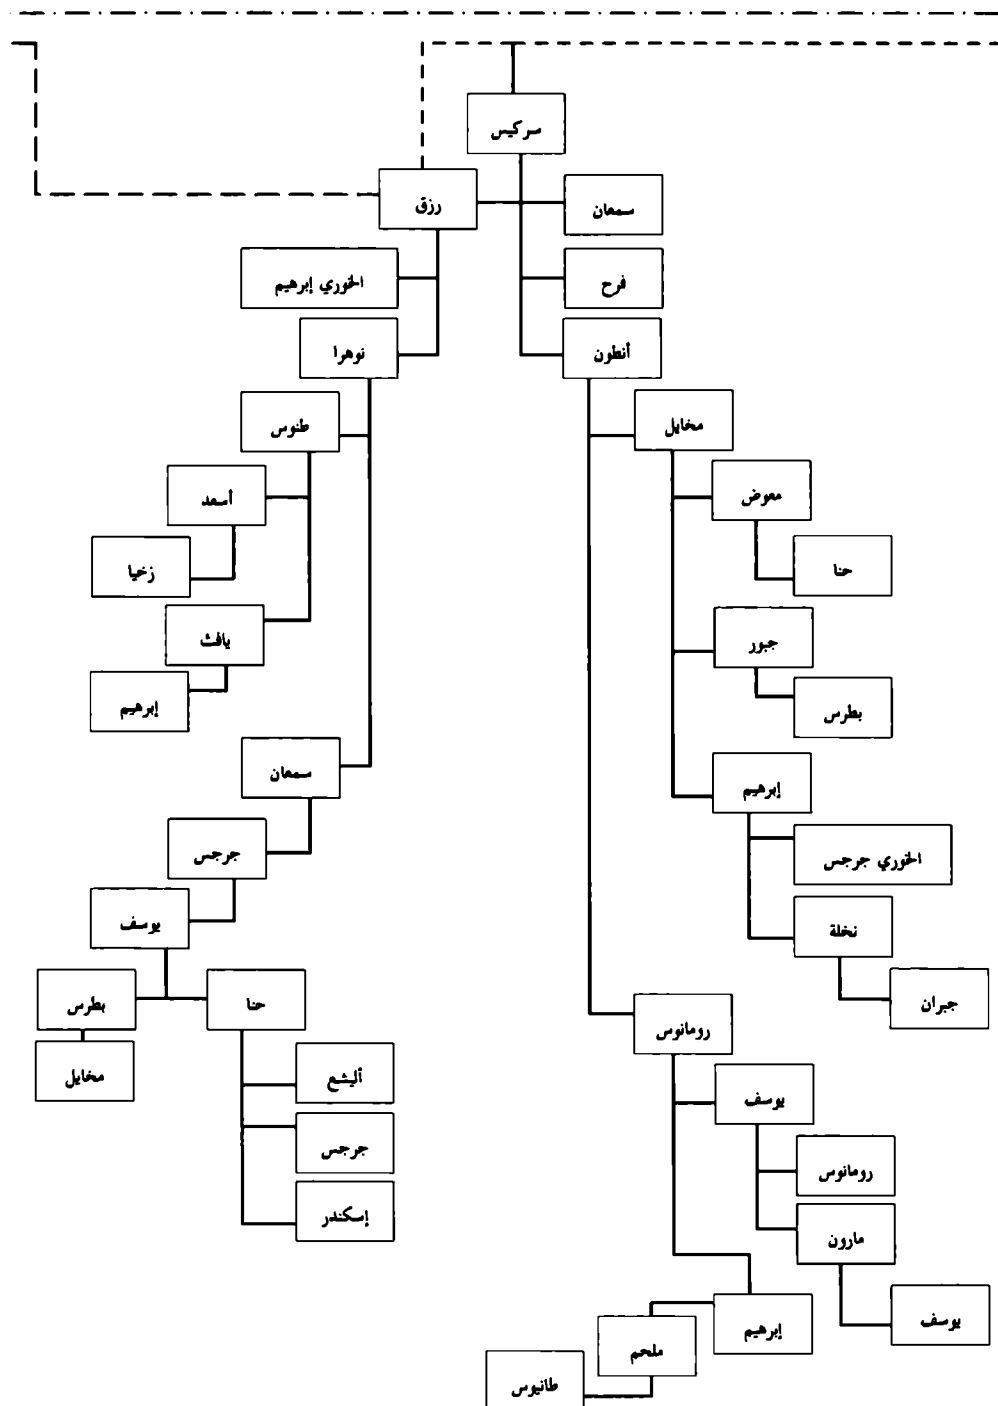 سركيس
رزق
سمعان
الخوري إبرهيم
فرح
نوهرا
أنطون
طنوس
مخايل
أسعد
معوض
زخيا
حنا
يافث
جبور
إبرهيم
بطرس
سمعان
إبرهيم
جرجس
الخوري جرجس
يوسف
نخلة
بطرس
حنا
جبران
رومانوس
مخايل
أليشع
يوسف
جرجس
رومانوس
إسكندر
مارون
يوسف
إبرهيم
ملحم
طانيوس